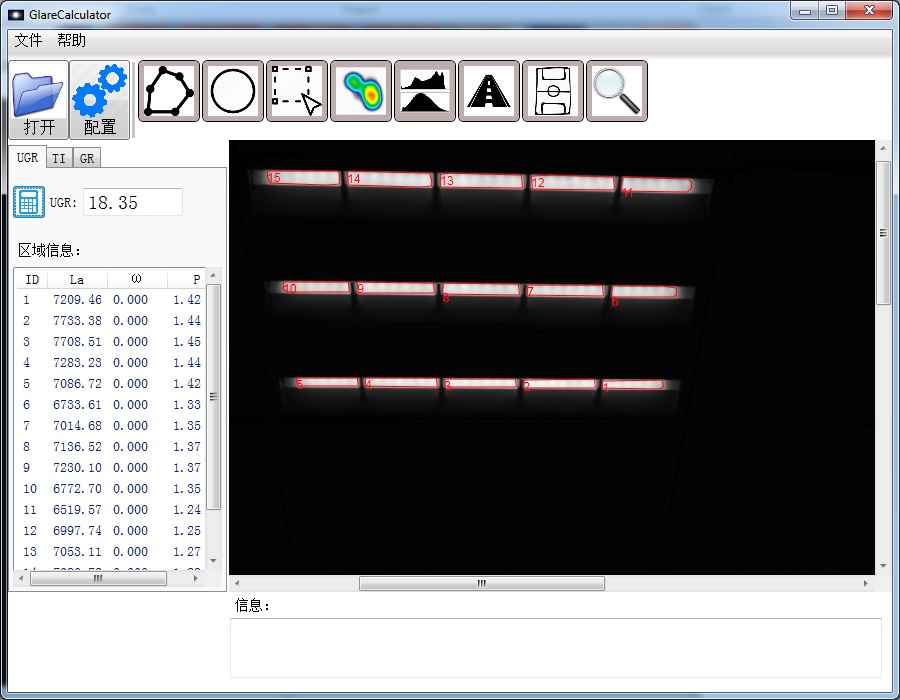 GlareCalculator
文件 帮助
打开 配置
UGR TI GR
UGR: 18.35
区域信息:
ID La ω P
1 7209.46 0.000 1.42
2 7733.38 0.000 1.44
3 7708.51 0.000 1.45
4 7283.23 0.000 1.44
5 7086.72 0.000 1.42
6 6733.61 0.000 1.33
7 7014.68 0.000 1.35
8 7136.52 0.000 1.37
9 7230.10 0.000 1.37
10 6772.70 0.000 1.35
11 6519.57 0.000 1.24
12 6997.74 0.000 1.25
13 7053.11 0.000 1.27
15 14 13 12 11
10 9 8 7 6
5 4 3 2 1
信息: